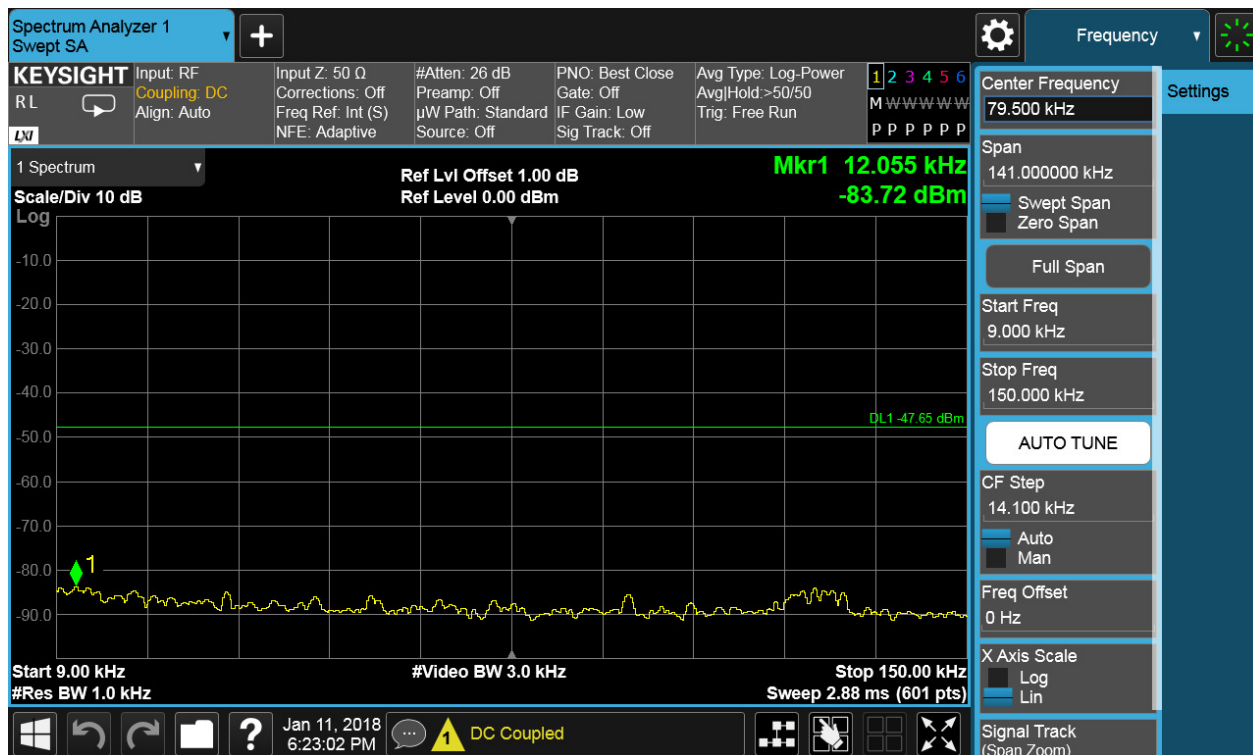 Spectrum Analyzer 1
Swept SA
Frequency
KEYSIGHT
R L
LXI
Input: RF
Coupling: DC
Align: Auto
Input Z: 50 Ω
Corrections: Off
Freq Ref: Int (S)
NFE: Adaptive
#Atten: 26 dB
Preamp: Off
µW Path: Standard
Source: Off
PNO: Best Close
Gate: Off
IF Gain: Low
Sig Track: Off
Avg Type: Log-Power
Avg|Hold:>50/50
Trig: Free Run
1 2 3 4 5 6
M W W W W W
P P P P P P
1 Spectrum
Scale/Div 10 dB
Log
Ref Lvl Offset 1.00 dB
Ref Level 0.00 dBm
Mkr1 12.055 kHz
-83.72 dBm
-10.0
-20.0
-30.0
-40.0
DL1 -47.65 dBm
-50.0
-60.0
-70.0
-80.0
1
-90.0
Start 9.00 kHz
#Res BW 1.0 kHz
#Video BW 3.0 kHz
Stop 150.00 kHz
Sweep 2.88 ms (601 pts)
Center Frequency
79.500 kHz
Span
141.000000 kHz
Swept Span
Zero Span
Full Span
Start Freq
9.000 kHz
Stop Freq
150.000 kHz
AUTO TUNE
CF Step
14.100 kHz
Auto
Man
Freq Offset
0 Hz
X Axis Scale
Log
Lin
Signal Track
(Span Zoom)
Settings
?
Jan 11, 2018
6:23:02 PM
1
DC Coupled